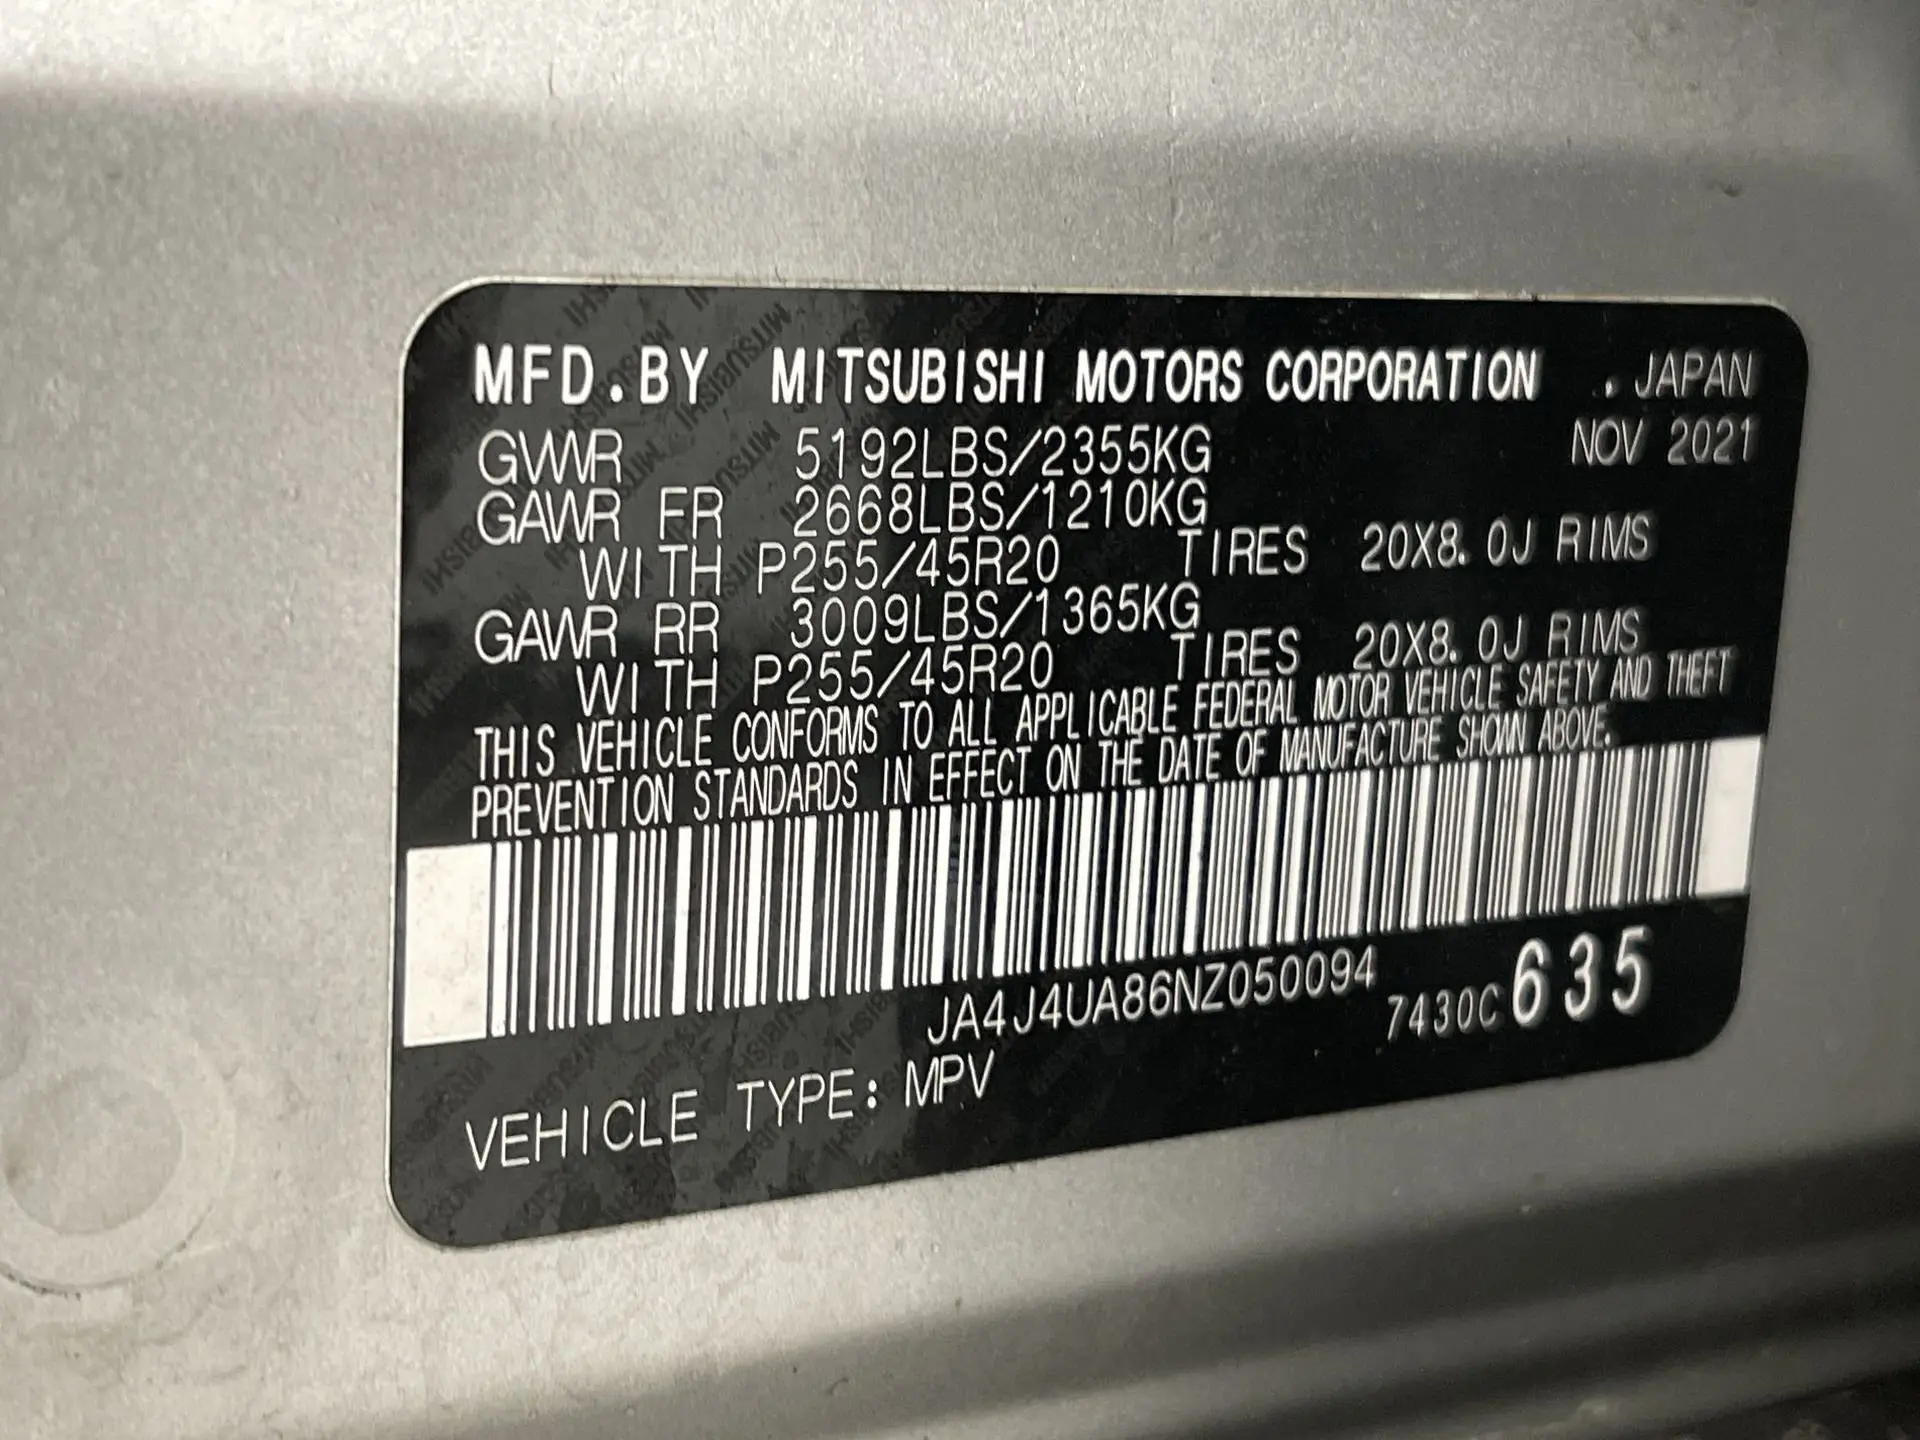 MFD.BY MITSUBISHI MOTORS CORPORATION . JAPAN
NOV 2021
GVWR 5192LBS/2355KG
GAWR FR 2668LBS/1210KG
WITH P255/45R20 TIRES 20X8.0J RIMS
GAWR RR 3009LBS/1365KG
WITH P255/45R20 TIRES 20X8.0J RIMS
THIS VEHICLE CONFORMS TO ALL APPLICABLE FEDERAL MOTOR VEHICLE SAFETY AND THEFT
PREVENTION STANDARDS IN EFFECT ON THE DATE OF MANUFACTURE SHOWN ABOVE.
JA4J4UA86NZ050094 7430C 635
VEHICLE TYPE: MPV